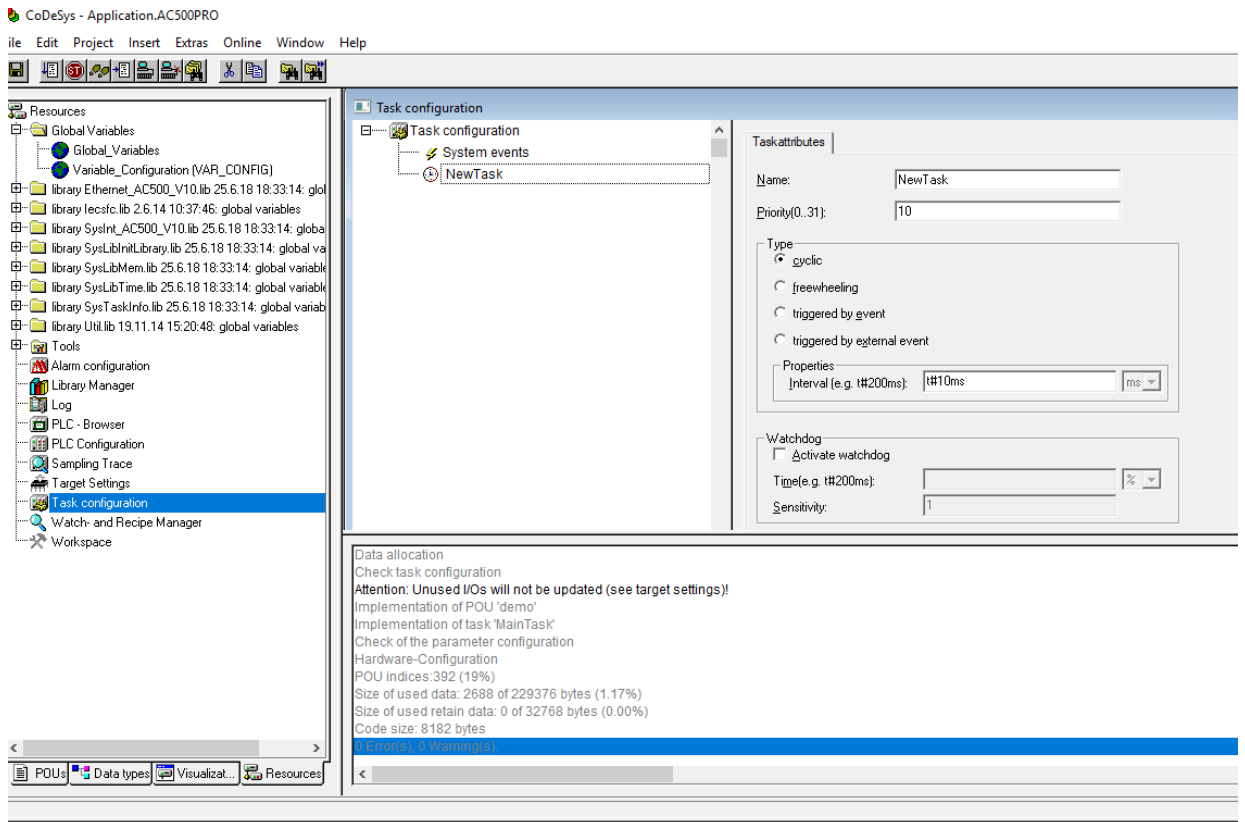 CoDeSys - Application.AC500PRO
ile Edit Project Insert Extras Online Window Help
Resources
Global Variables
Global_Variables
Variable_Configuration (VAR_CONFIG)
library Ethernet_AC500_V10.lib 25.6.18 18:33:14: glol
library Iecsfc.lib 2.6.14 10:37:46: global variables
library SysInt_AC500_V10.lib 25.6.18 18:33:14: globa
library SysLibInitLibrary.lib 25.6.18 18:33:14: global va
library SysLibMem.lib 25.6.18 18:33:14: global variable
library SysLibTime.lib 25.6.18 18:33:14: global variable
library SysTaskInfo.lib 25.6.18 18:33:14: global variab
library Util.lib 19.11.14 15:20:48: global variables
Tools
Alarm configuration
Library Manager
Log
PLC - Browser
PLC Configuration
Sampling Trace
Target Settings
Task configuration
Watch- and Recipe Manager
Workspace
POUs Data types Visualizat... Resources
Task configuration
Task configuration
System events
NewTask
Taskattributes
Name: NewTask
Priority(0..31): 10
Type
cyclic
freewheeling
triggered by event
triggered by external event
Properties
Interval (e.g. t#200ms): t#10ms ms
Watchdog
Activate watchdog
Time(e.g. t#200ms): %
Sensitivity: 1
Data allocation
Check task configuration
Attention: Unused I/Os will not be updated (see target settings)!
Implementation of POU 'demo'
Implementation of task 'MainTask'
Check of the parameter configuration
Hardware-Configuration
POU indices:392 (19%)
Size of used data: 2688 of 229376 bytes (1.17%)
Size of used retain data: 0 of 32768 bytes (0.00%)
Code size: 8182 bytes
0 Error(s), 0 Warning(s).